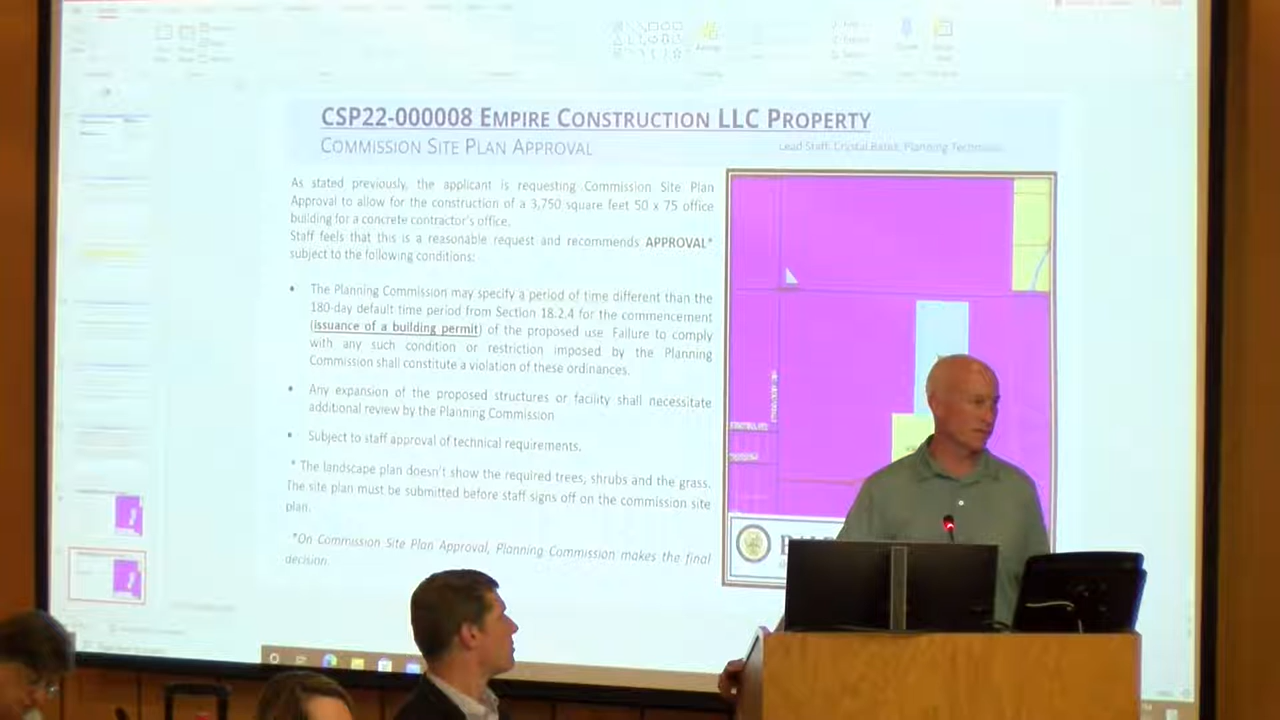 CSP22-000008 EMPIRE CONSTRUCTION LLC PROPERTY
COMMISSION SITE PLAN APPROVAL
Lead Staff, Crystal Planning Technician
As stated previously, the applicant is requesting Commission Site Plan
Approval to allow for the construction of a 3,750 square feet 50 x 75 office
building for a concrete contractor's office.
Staff feels that this is a reasonable request and recommends APPROVAL*
subject to the following conditions:
• The Planning Commission may specify a period of time different than the
180-day default time period from Section 18.2.4 for the commencement
(issuance of a building permit) of the proposed use. Failure to comply
with any such condition or restriction imposed by the Planning
Commission shall constitute a violation of these ordinances.
• Any expansion of the proposed structures or facility shall necessitate
additional review by the Planning Commission
• Subject to staff approval of technical requirements.
* The landscape plan doesn't show the required trees, shrubs and the grass.
The site plan must be submitted before staff signs off on the commission site
plan.
*On Commission Site Plan Approval, Planning Commission makes the final
decision.